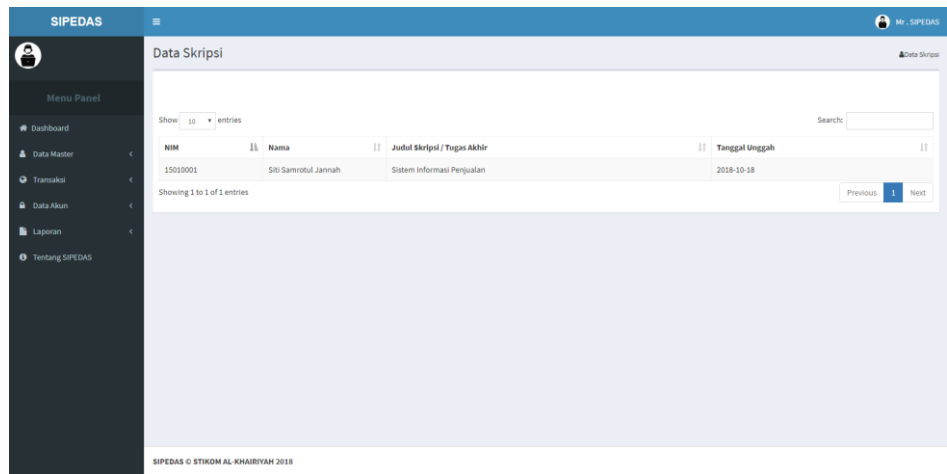 SIPEDAS
Mr . SIPEDAS
Data Skripsi
Data Skripsi
Menu Panel
Dashboard
Data Master
Transaksi
Data Akun
Laporan
Tentang SIPEDAS
Show 10 entries
Search:
NIM Nama Judul Skripsi / Tugas Akhir Tanggal Unggah
15010001 Siti Samrotul Jannah Sistem Informasi Penjualan 2018-10-18
Showing 1 to 1 of 1 entries
Previous 1 Next
SIPEDAS © STIKOM AL-KHAIRIYAH 2018